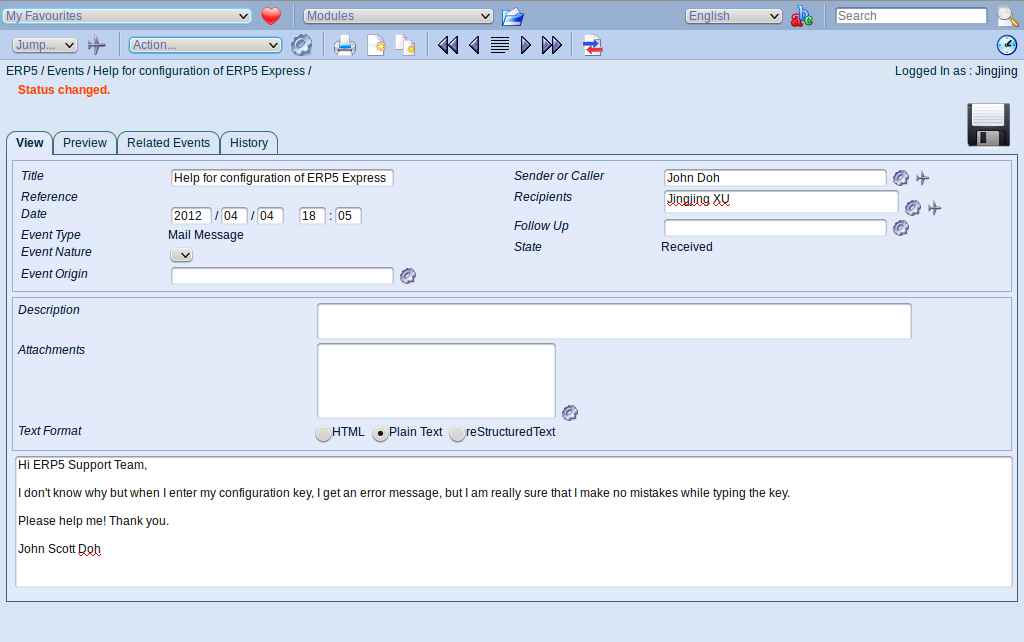 My Favourites Modules English Search
Jump... Action...
ERP5 / Events / Help for configuration of ERP5 Express / Logged In as : Jingjing
Status changed.
View Preview Related Events History
Title Help for configuration of ERP5 Express Sender or Caller John Doh
Reference Recipients Jingjing XU
Date 2012 / 04 / 04 18 : 05
Follow Up
Event Type Mail Message
State Received
Event Nature
Event Origin
Description
Attachments
Text Format HTML Plain Text reStructuredText
Hi ERP5 Support Team,
I don't know why but when I enter my configuration key, I get an error message, but I am really sure that I make no mistakes while typing the key.
Please help me! Thank you.
John Scott Doh